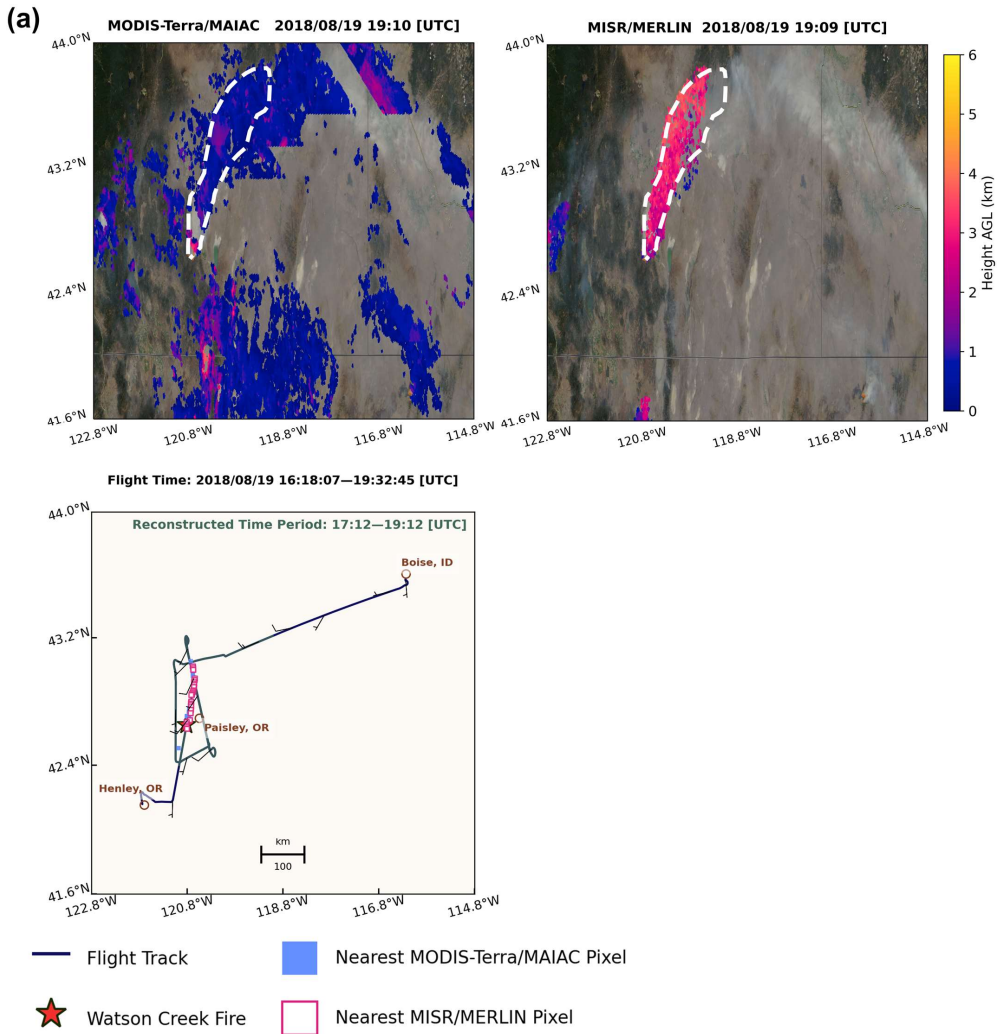 (a)
MODIS-Terra/MAIAC 2018/08/19 19:10 [UTC]
MISR/MERLIN 2018/08/19 19:09 [UTC]
44.0°N
43.2°N
42.4°N
41.6°N
122.8°W
120.8°W
118.8°W
116.8°W
114.8°W
44.0°N
43.2°N
42.4°N
41.6°N
122.8°W
120.8°W
118.8°W
116.8°W
114.8°W
6
5
4
3
2
1
0
Height AGL (km)
Flight Time: 2018/08/19 16:18:07—19:32:45 [UTC]
Reconstructed Time Period: 17:12—19:12 [UTC]
44.0°N
43.2°N
42.4°N
41.6°N
Boise, ID
Paisley, OR
Henley, OR
km
100
122.8°W
120.8°W
118.8°W
116.8°W
114.8°W
Flight Track
Nearest MODIS-Terra/MAIAC Pixel
Watson Creek Fire
Nearest MISR/MERLIN Pixel